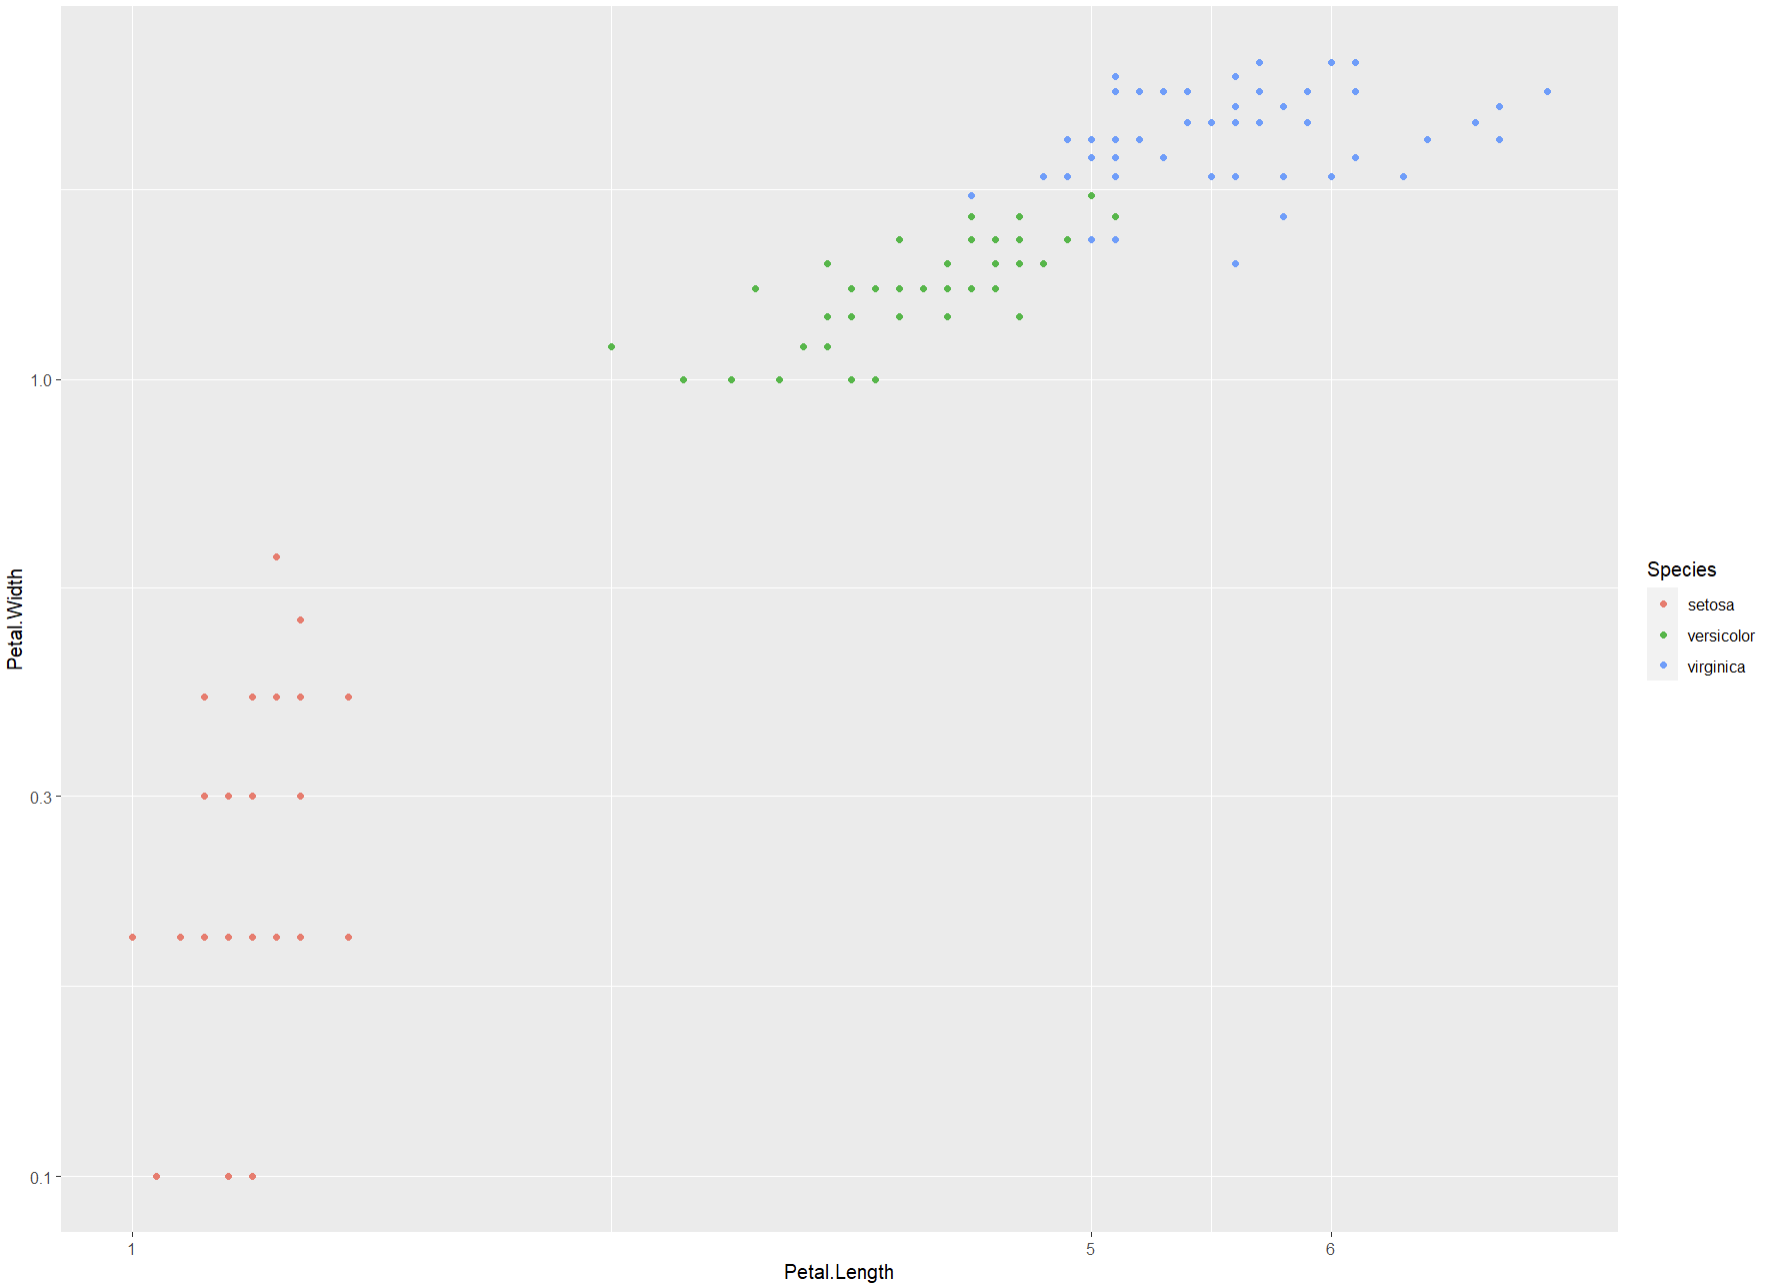 Petal.Width
1.0
0.3
0.1
1
5
6
Petal.Length
Species
setosa
versicolor
virginica